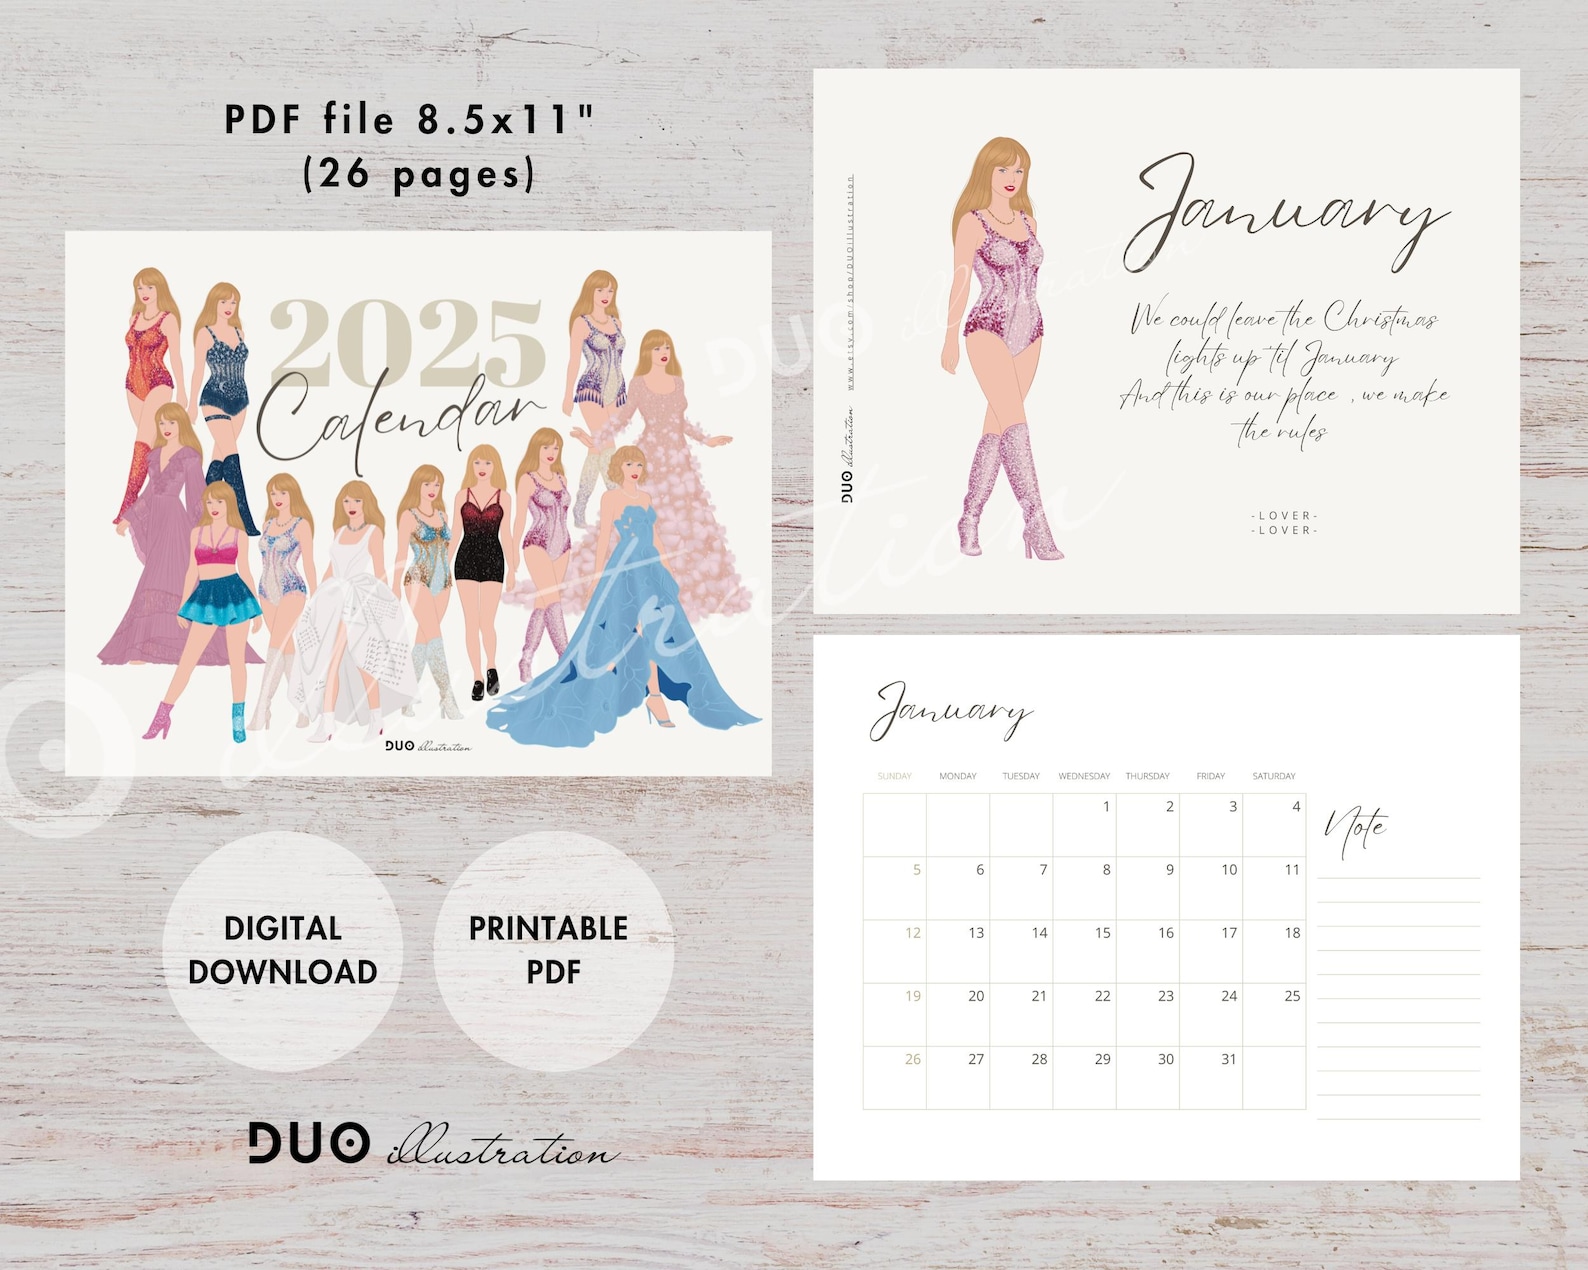 PDF file 8.5x11"
(26 pages)
2025
Calendar
DUO illustration
DIGITAL
DOWNLOAD
PRINTABLE
PDF
DUO illustration
www.etsy.com/shop/DUOillustration
DUO illustration
January
We could leave the Christmas
lights up 'til January
And this is our place , we make
the rules
-LOVER-
-LOVER-
DUO illustration
illustration
January
SUNDAY MONDAY TUESDAY WEDNESDAY THURSDAY FRIDAY SATURDAY
1 2 3 4
5 6 7 8 9 10 11
12 13 14 15 16 17 18
19 20 21 22 23 24 25
26 27 28 29 30 31
Note